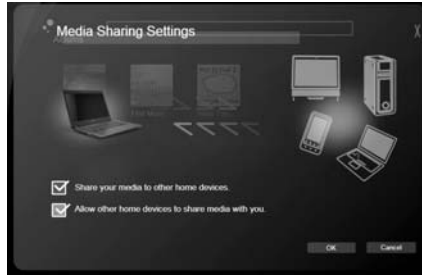 Media Sharing Settings
Share your media to other home devices.
Allow other home devices to share media with you.
OK
Cancel